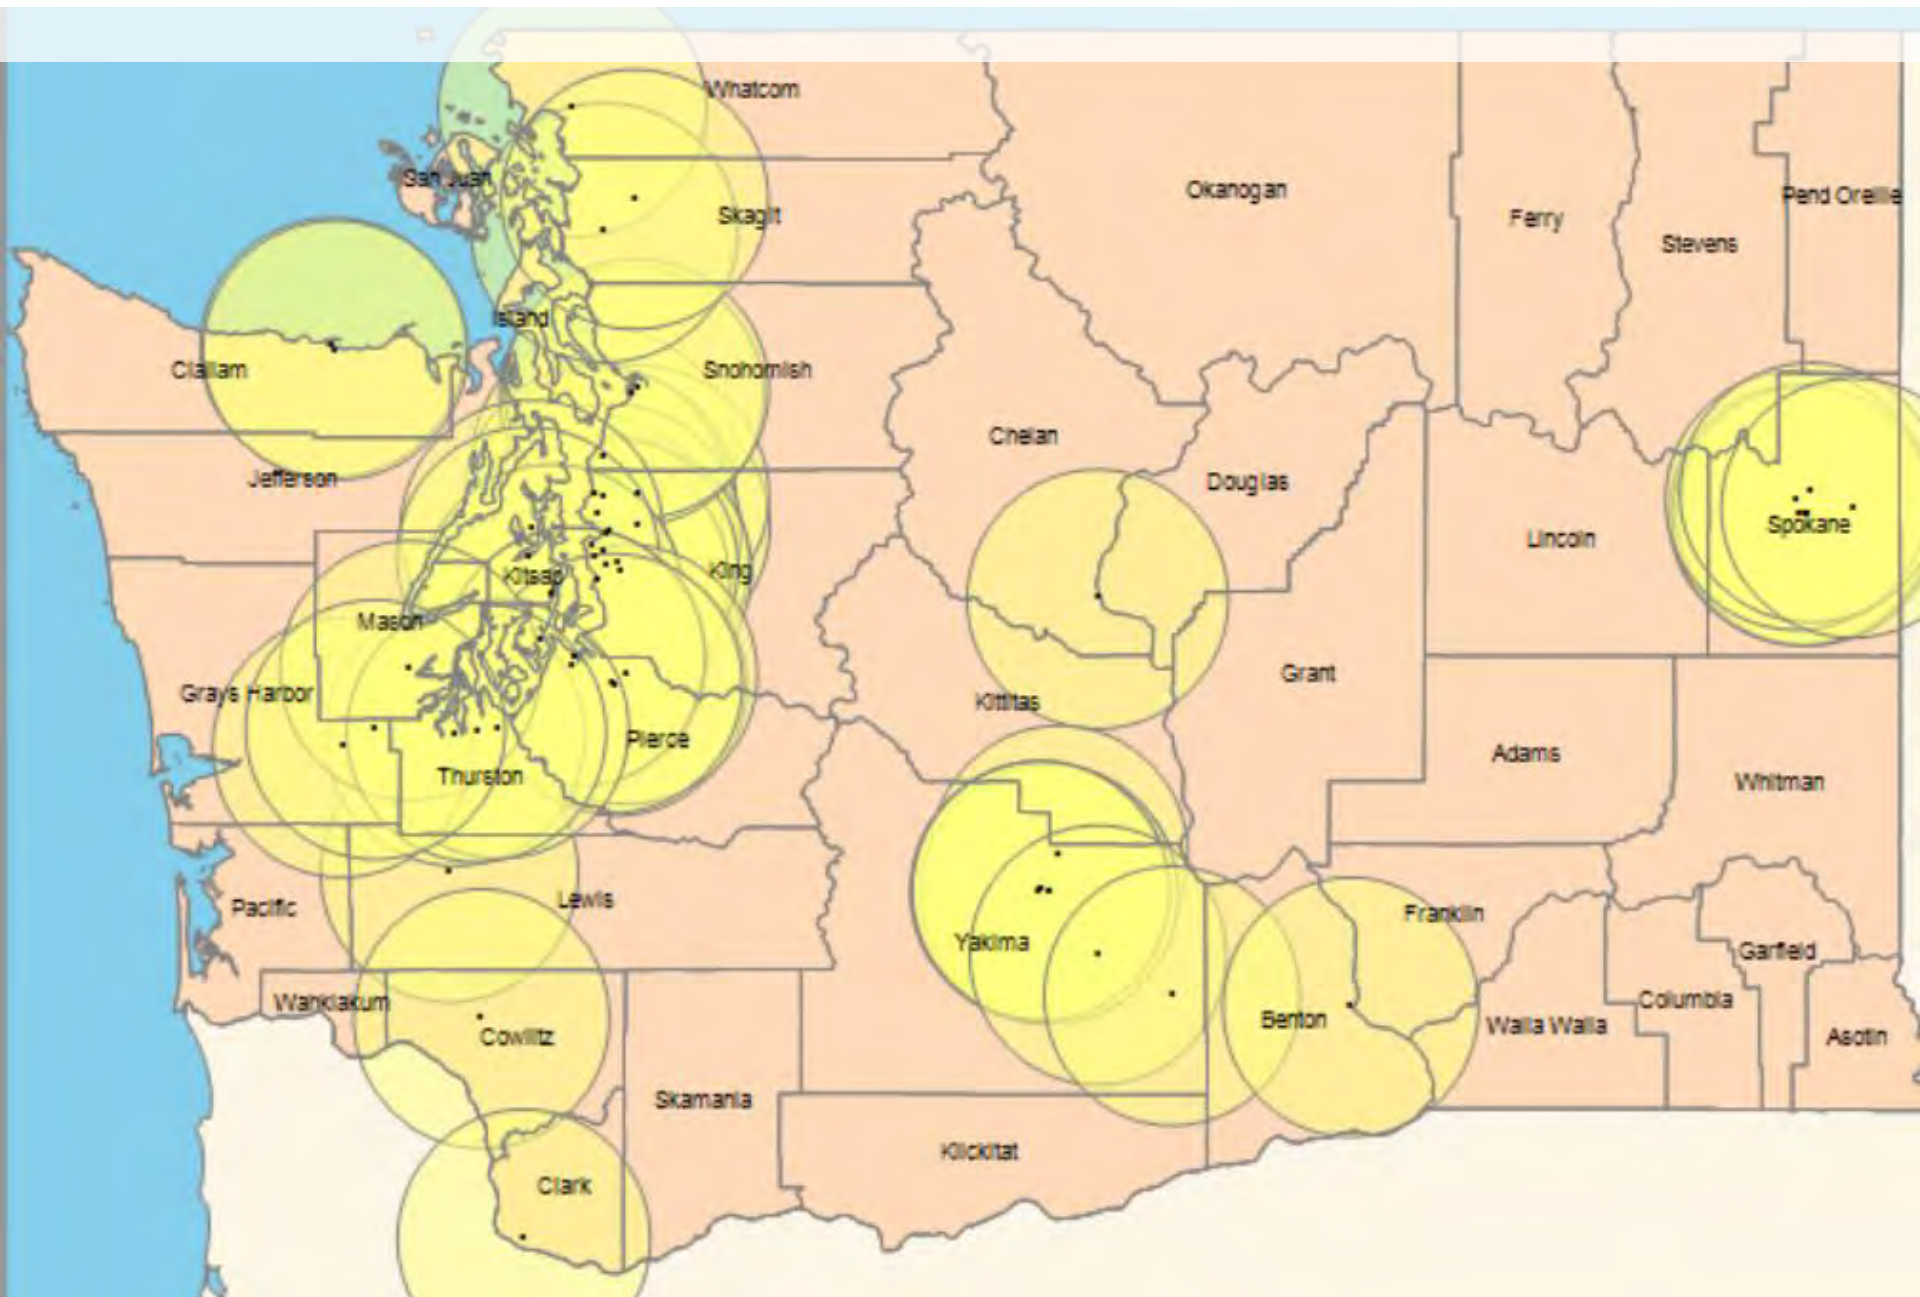 Whatcom
San Juan
Okanogan
Pend Oreille
Skagit
Ferry
Stevens
Island
Clallam
Snohomish
Chelan
Jefferson
Douglas
Spokane
Lincoln
King
Kitsap
Mason
Grant
Grays Harbor
Kittitas
Pierce
Adams
Thurston
Whitman
Lewis
Pacific
Franklin
Yakima
Garfield
Wahkiakum
Columbia
Benton
Walla Walla
Cowlitz
Asotin
Skamania
Klickitat
Clark